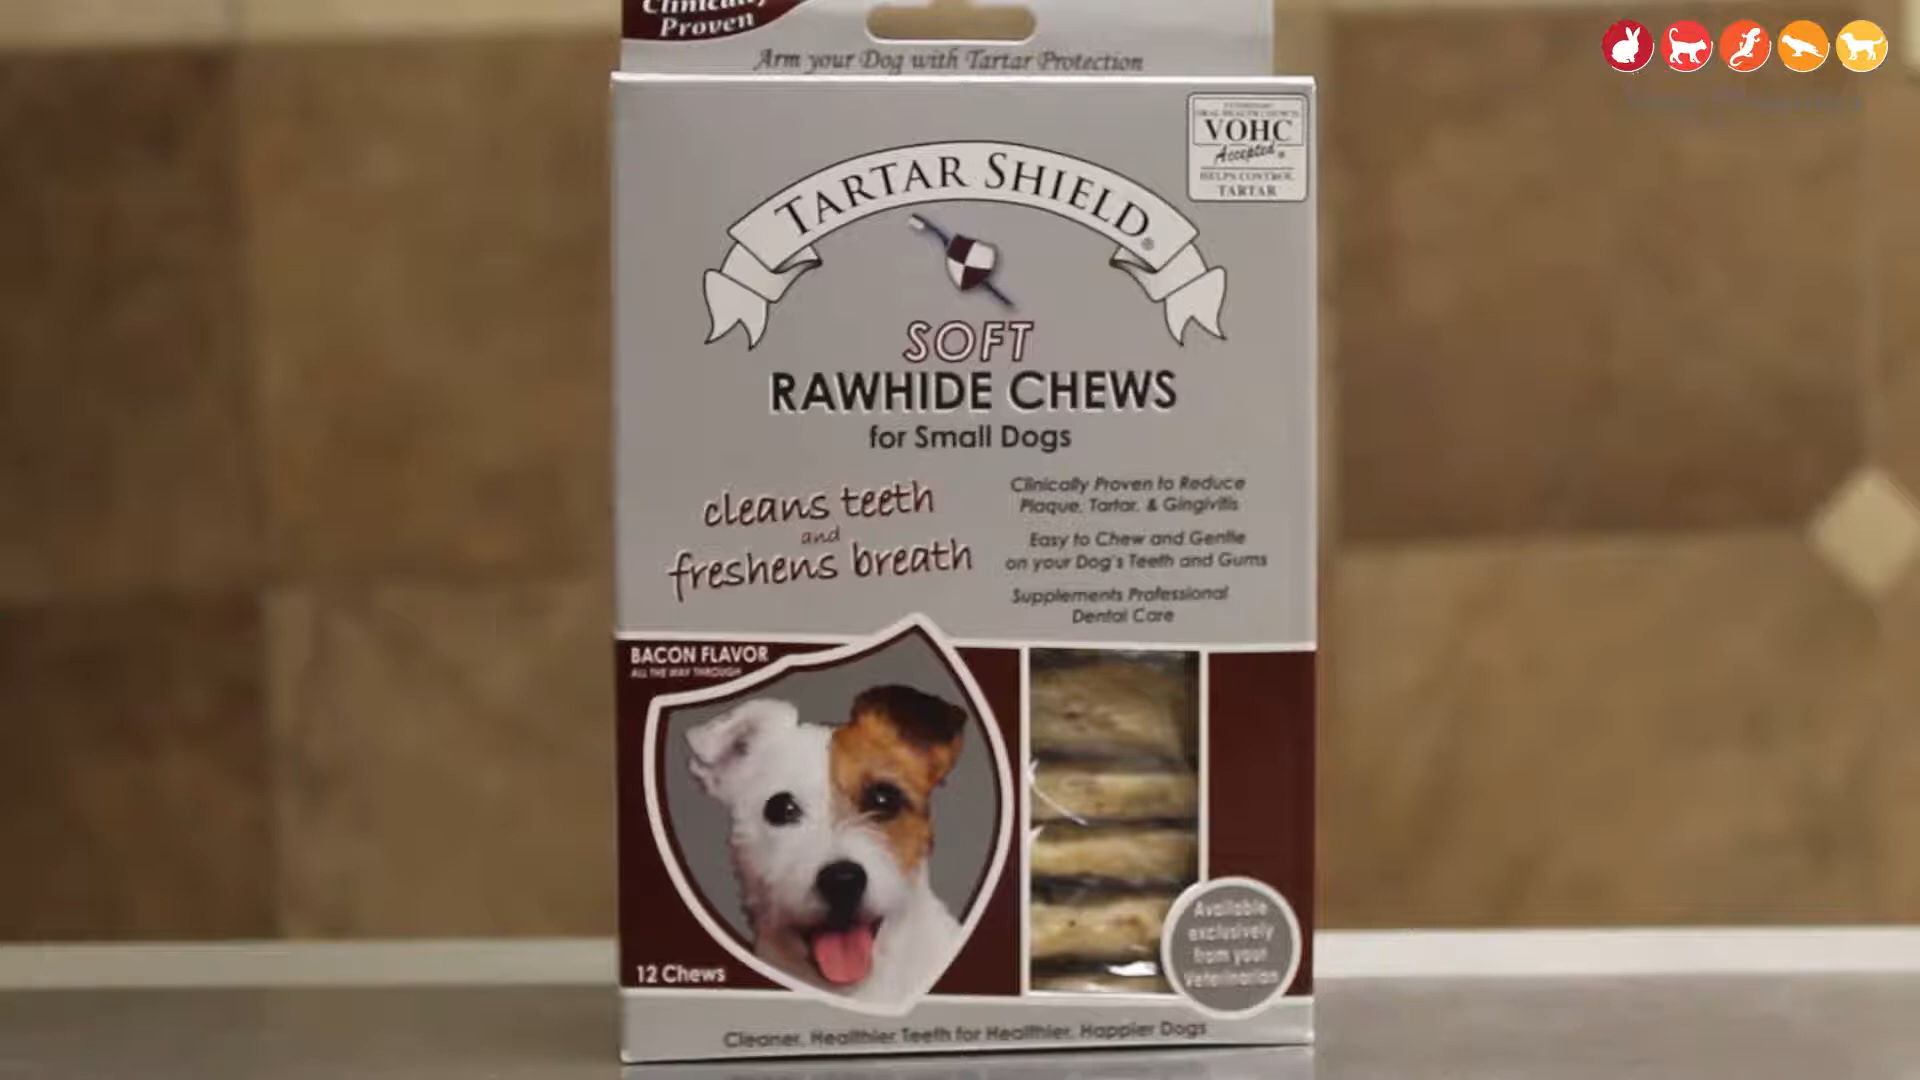 Clinically
Proven
Arm your Dog with Tartar Protection
VOHC
Accepted®
HELPS CONTROL
TARTAR
TARTAR SHIELD®
SOFT
RAWHIDE CHEWS
for Small Dogs
cleans teeth
and
freshens breath
Clinically Proven to Reduce
Plaque, Tartar, & Gingivitis
Easy to Chew and Gentle
on your Dog's Teeth and Gums
Supplements Professional
Dental Care
BACON FLAVOR
ALL THE WAY THROUGH
12 Chews
Available
exclusively
from your
Veterinarian
Cleaner, Healthier Teeth for Healthier, Happier Dogs